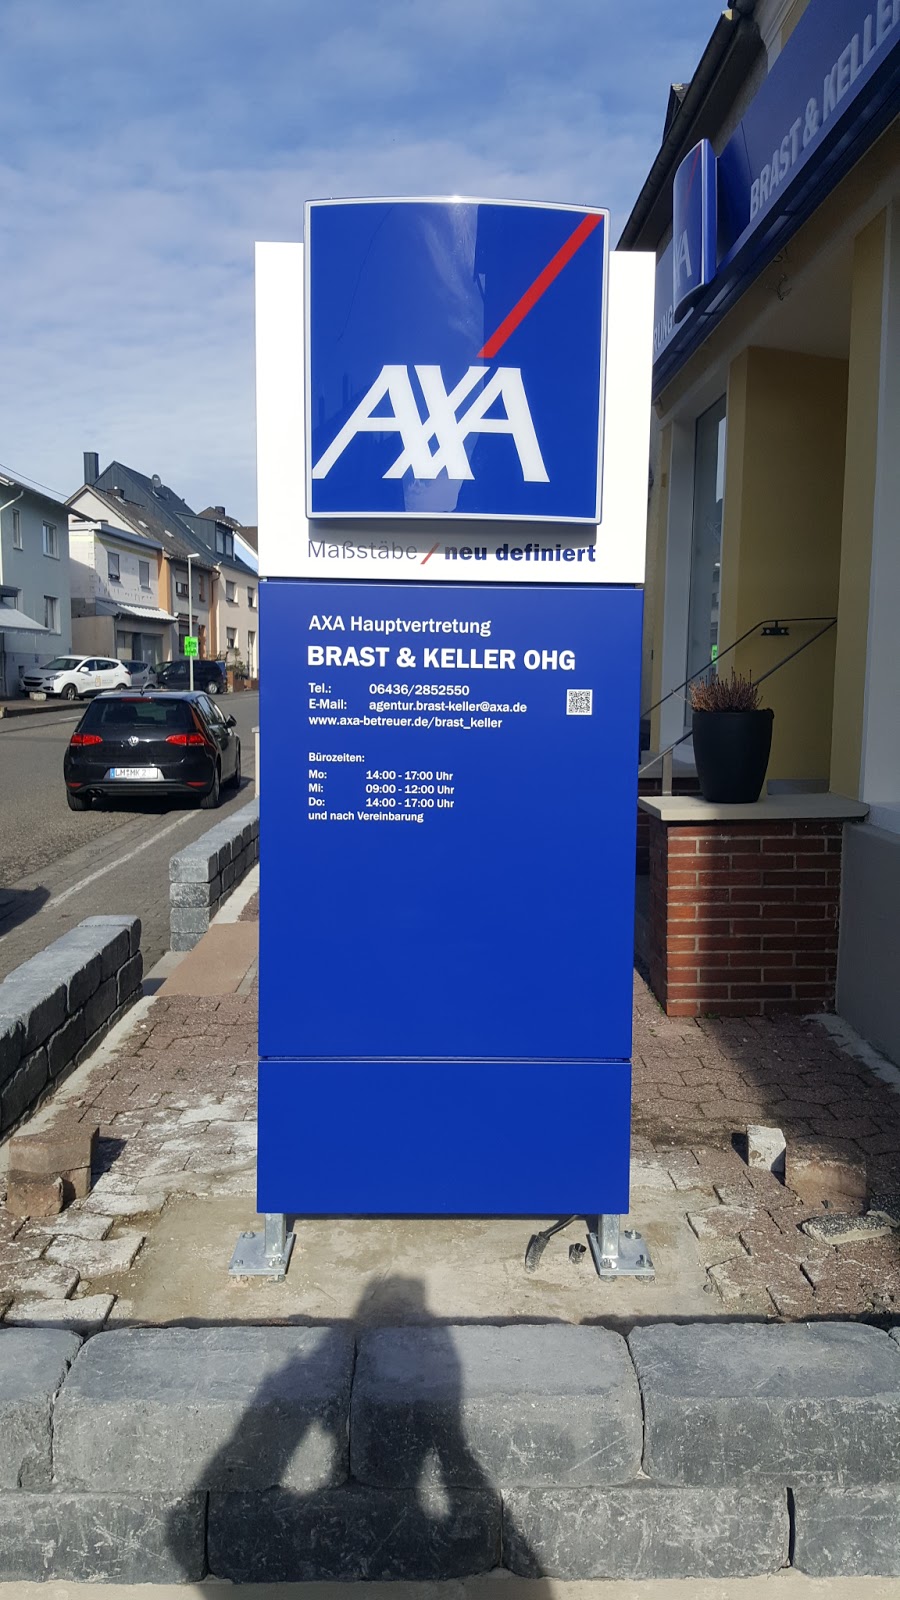 AXA
Maßstäbe / neu definiert
AXA Hauptvertretung
BRAST & KELLER OHG
Tel.: 06436/2852550
E-Mail: agentur.brast-keller@axa.de
www.axa-betreuer.de/brast_keller
Bürozeiten:
Mo: 14:00 - 17:00 Uhr
Mi: 09:00 - 12:00 Uhr
Do: 14:00 - 17:00 Uhr
und nach Vereinbarung
BRAST & KELLER